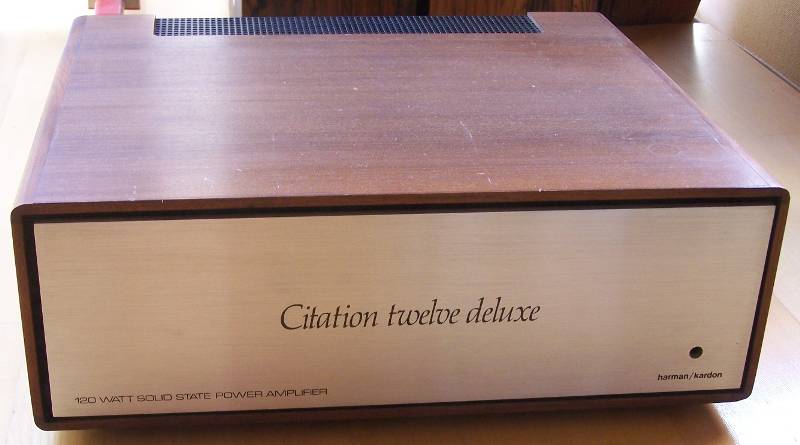 Citation twelve deluxe
120 WATT SOLID STATE POWER AMPLIFIER
harman/kardon